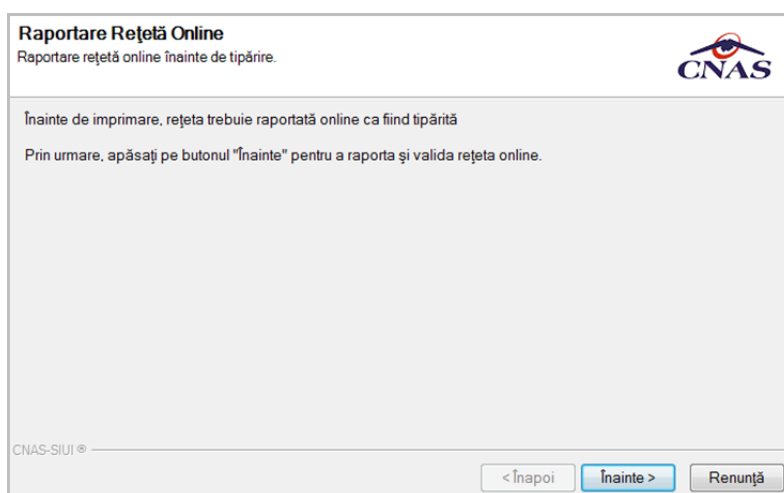 Raportare Reţetă Online
Raportare reţetă online înainte de tipărire.
CNAS
Înainte de imprimare, reţeta trebuie raportată online ca fiind tipărită
Prin urmare, apăsaţi pe butonul "Înainte" pentru a raporta şi valida reţeta online.
CNAS-SIUI ®
< Înapoi
Înainte >
Renunţă